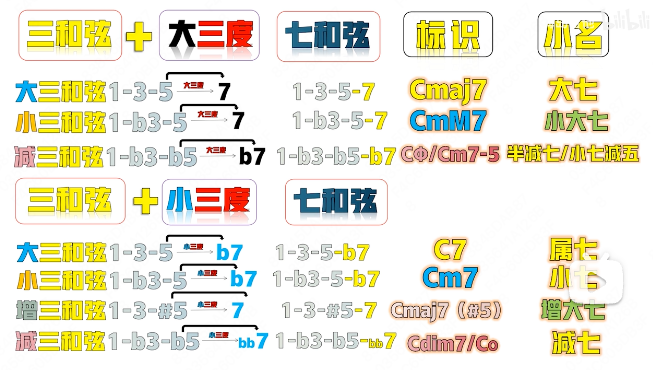 三和弦 + 大三度 七和弦 标识 小名
大三和弦 1-3-5 大三度 7 1-3-5-7 Cmaj7 大七
小三和弦 1-b3-5 大三度 7 1-b3-5-7 CmM7 小大七
减三和弦 1-b3-b5 大三度 b7 1-b3-b5-b7 CΦ/Cm7-5 半减七/小七减五
三和弦 + 小三度 七和弦
大三和弦 1-3-5 小三度 b7 1-3-5-b7 C7 属七
小三和弦 1-b3-5 小三度 b7 1-b3-5-b7 Cm7 小七
增三和弦 1-3-#5 小三度 7 1-3-#5-7 Cmaj7（#5） 增大七
减三和弦 1-b3-b5 小三度 bb7 1-b3-b5-bb7 Cdim7/Co 减七